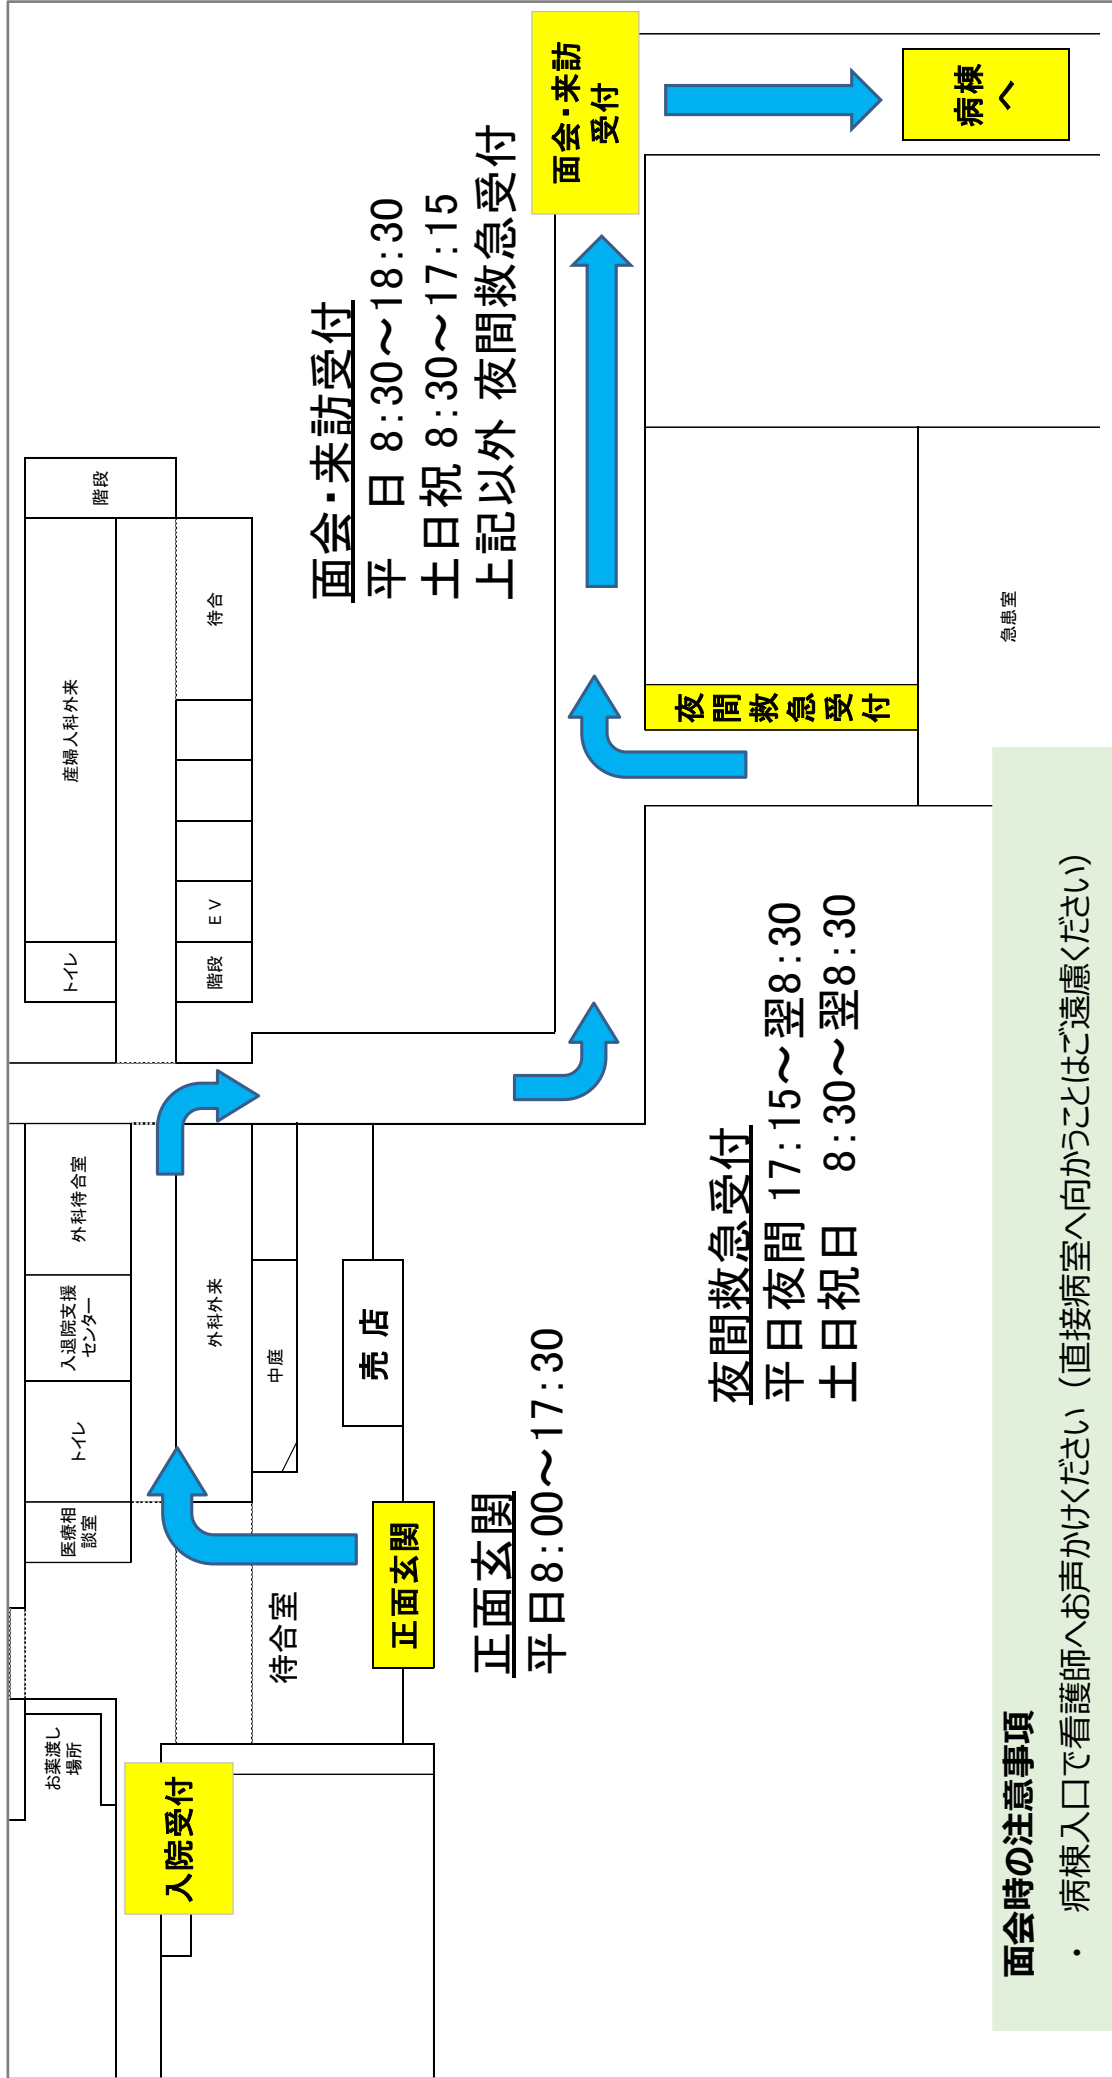 お薬渡し
場所
入院受付
医療相
談室
トイレ
入退院支援
センター
外科待合室
外科外来
中庭
売店
待合室
正面玄関
正面玄関
平日8:00～17:30
トイレ
産婦人科外来
階段
階段
EV
待合
面会・来訪受付
平　日 8:30～18:30
土日祝 8:30～17:15
上記以外 夜間救急受付
面会・来訪
受付
病棟
へ
夜間救急受付
急患室
夜間救急受付
平日夜間 17:15～翌8:30
土日祝日　8:30～翌8:30
面会時の注意事項
・ 病棟入口で看護師へお声かけください（直接病室へ向かうことはご遠慮ください）